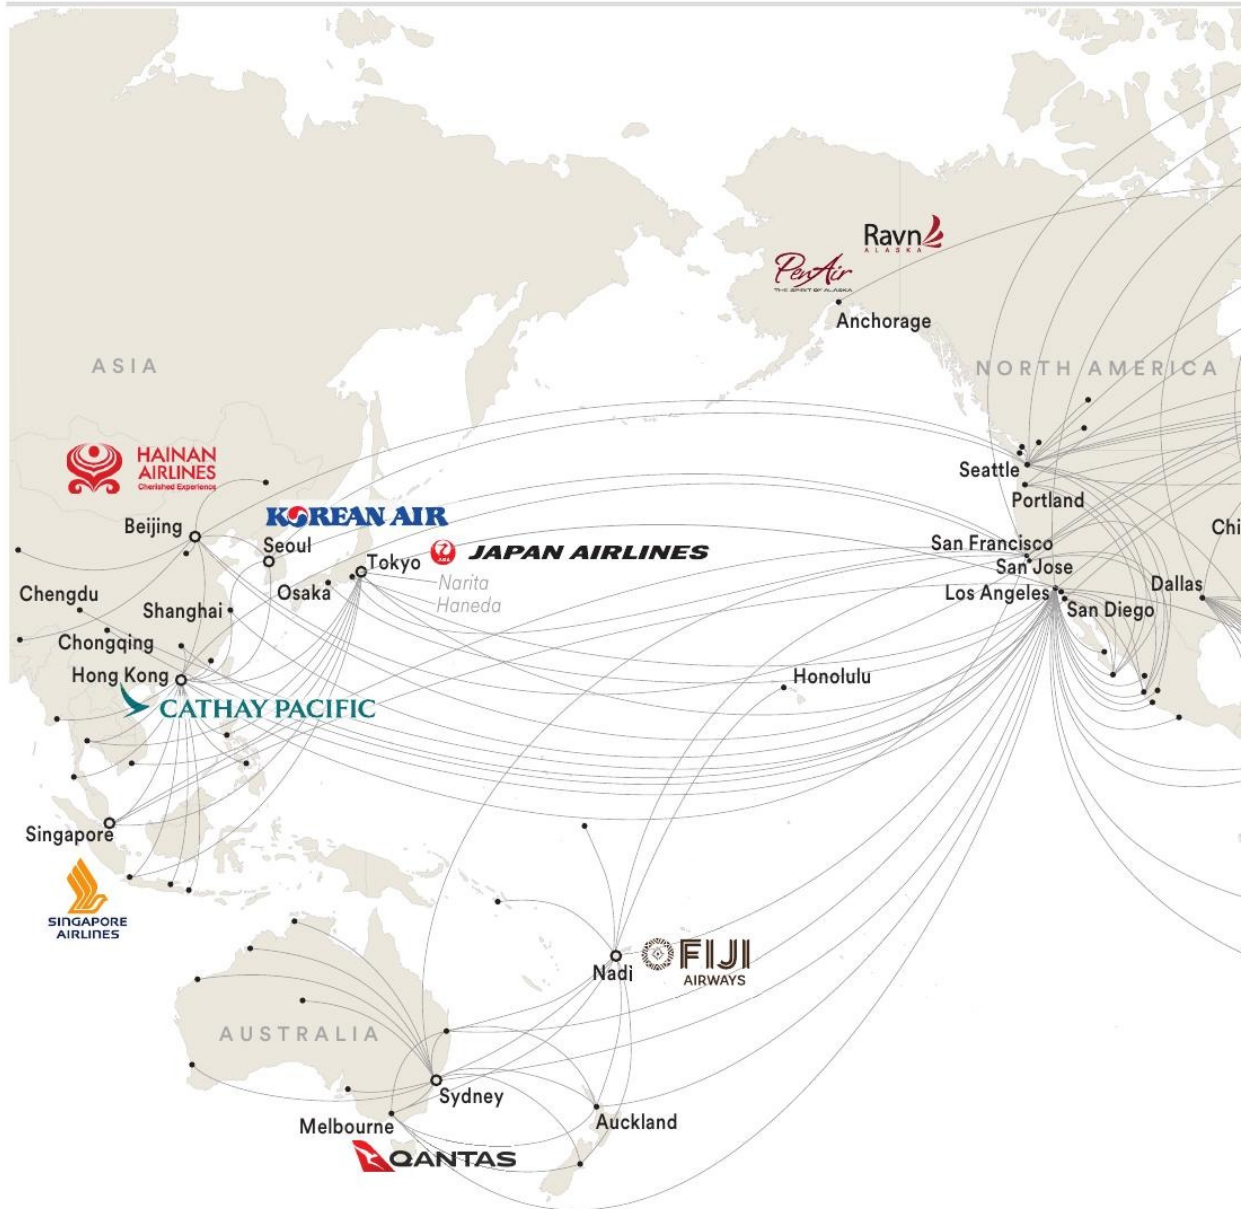 Ravn
ALASKA
PenAir
THE SPIRIT OF ALASKA
Anchorage
ASIA
NORTH AMERICA
HAINAN
AIRLINES
Cherished Experience
Seattle
Portland
KOREAN AIR
Beijing
Seoul
JAPAN AIRLINES
JAL
Tokyo
Narita
Haneda
San Francisco
San Jose
Chi
Chengdu
Osaka
Los Angeles
Dallas
Shanghai
San Diego
Chongqing
Hong Kong
Honolulu
CATHAY PACIFIC
Singapore
SINGAPORE
AIRLINES
FIJI
AIRWAYS
Nadi
AUSTRALIA
Sydney
Melbourne
Auckland
QANTAS